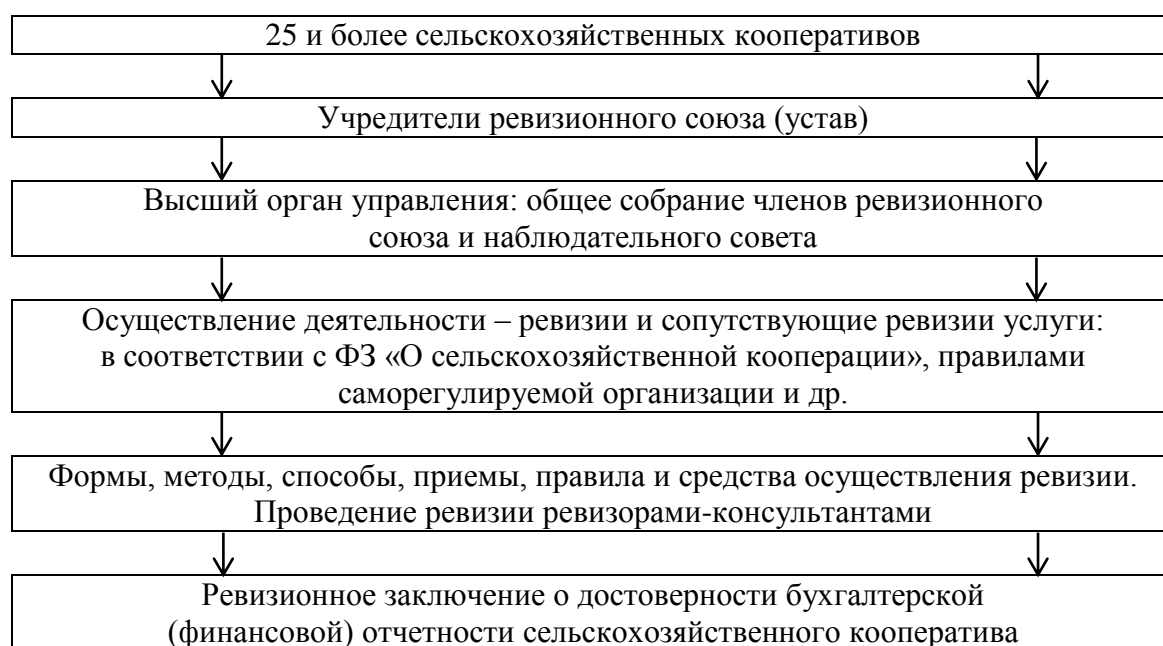 25 и более сельскохозяйственных кооперативов
Учредители ревизионного союза (устав)
Высший орган управления: общее собрание членов ревизионного
союза и наблюдательного совета
Осуществление деятельности – ревизии и сопутствующие ревизии услуги:
в соответствии с ФЗ «О сельскохозяйственной кооперации», правилами
саморегулируемой организации и др.
Формы, методы, способы, приемы, правила и средства осуществления ревизии.
Проведение ревизии ревизорами-консультантами
Ревизионное заключение о достоверности бухгалтерской
(финансовой) отчетности сельскохозяйственного кооператива